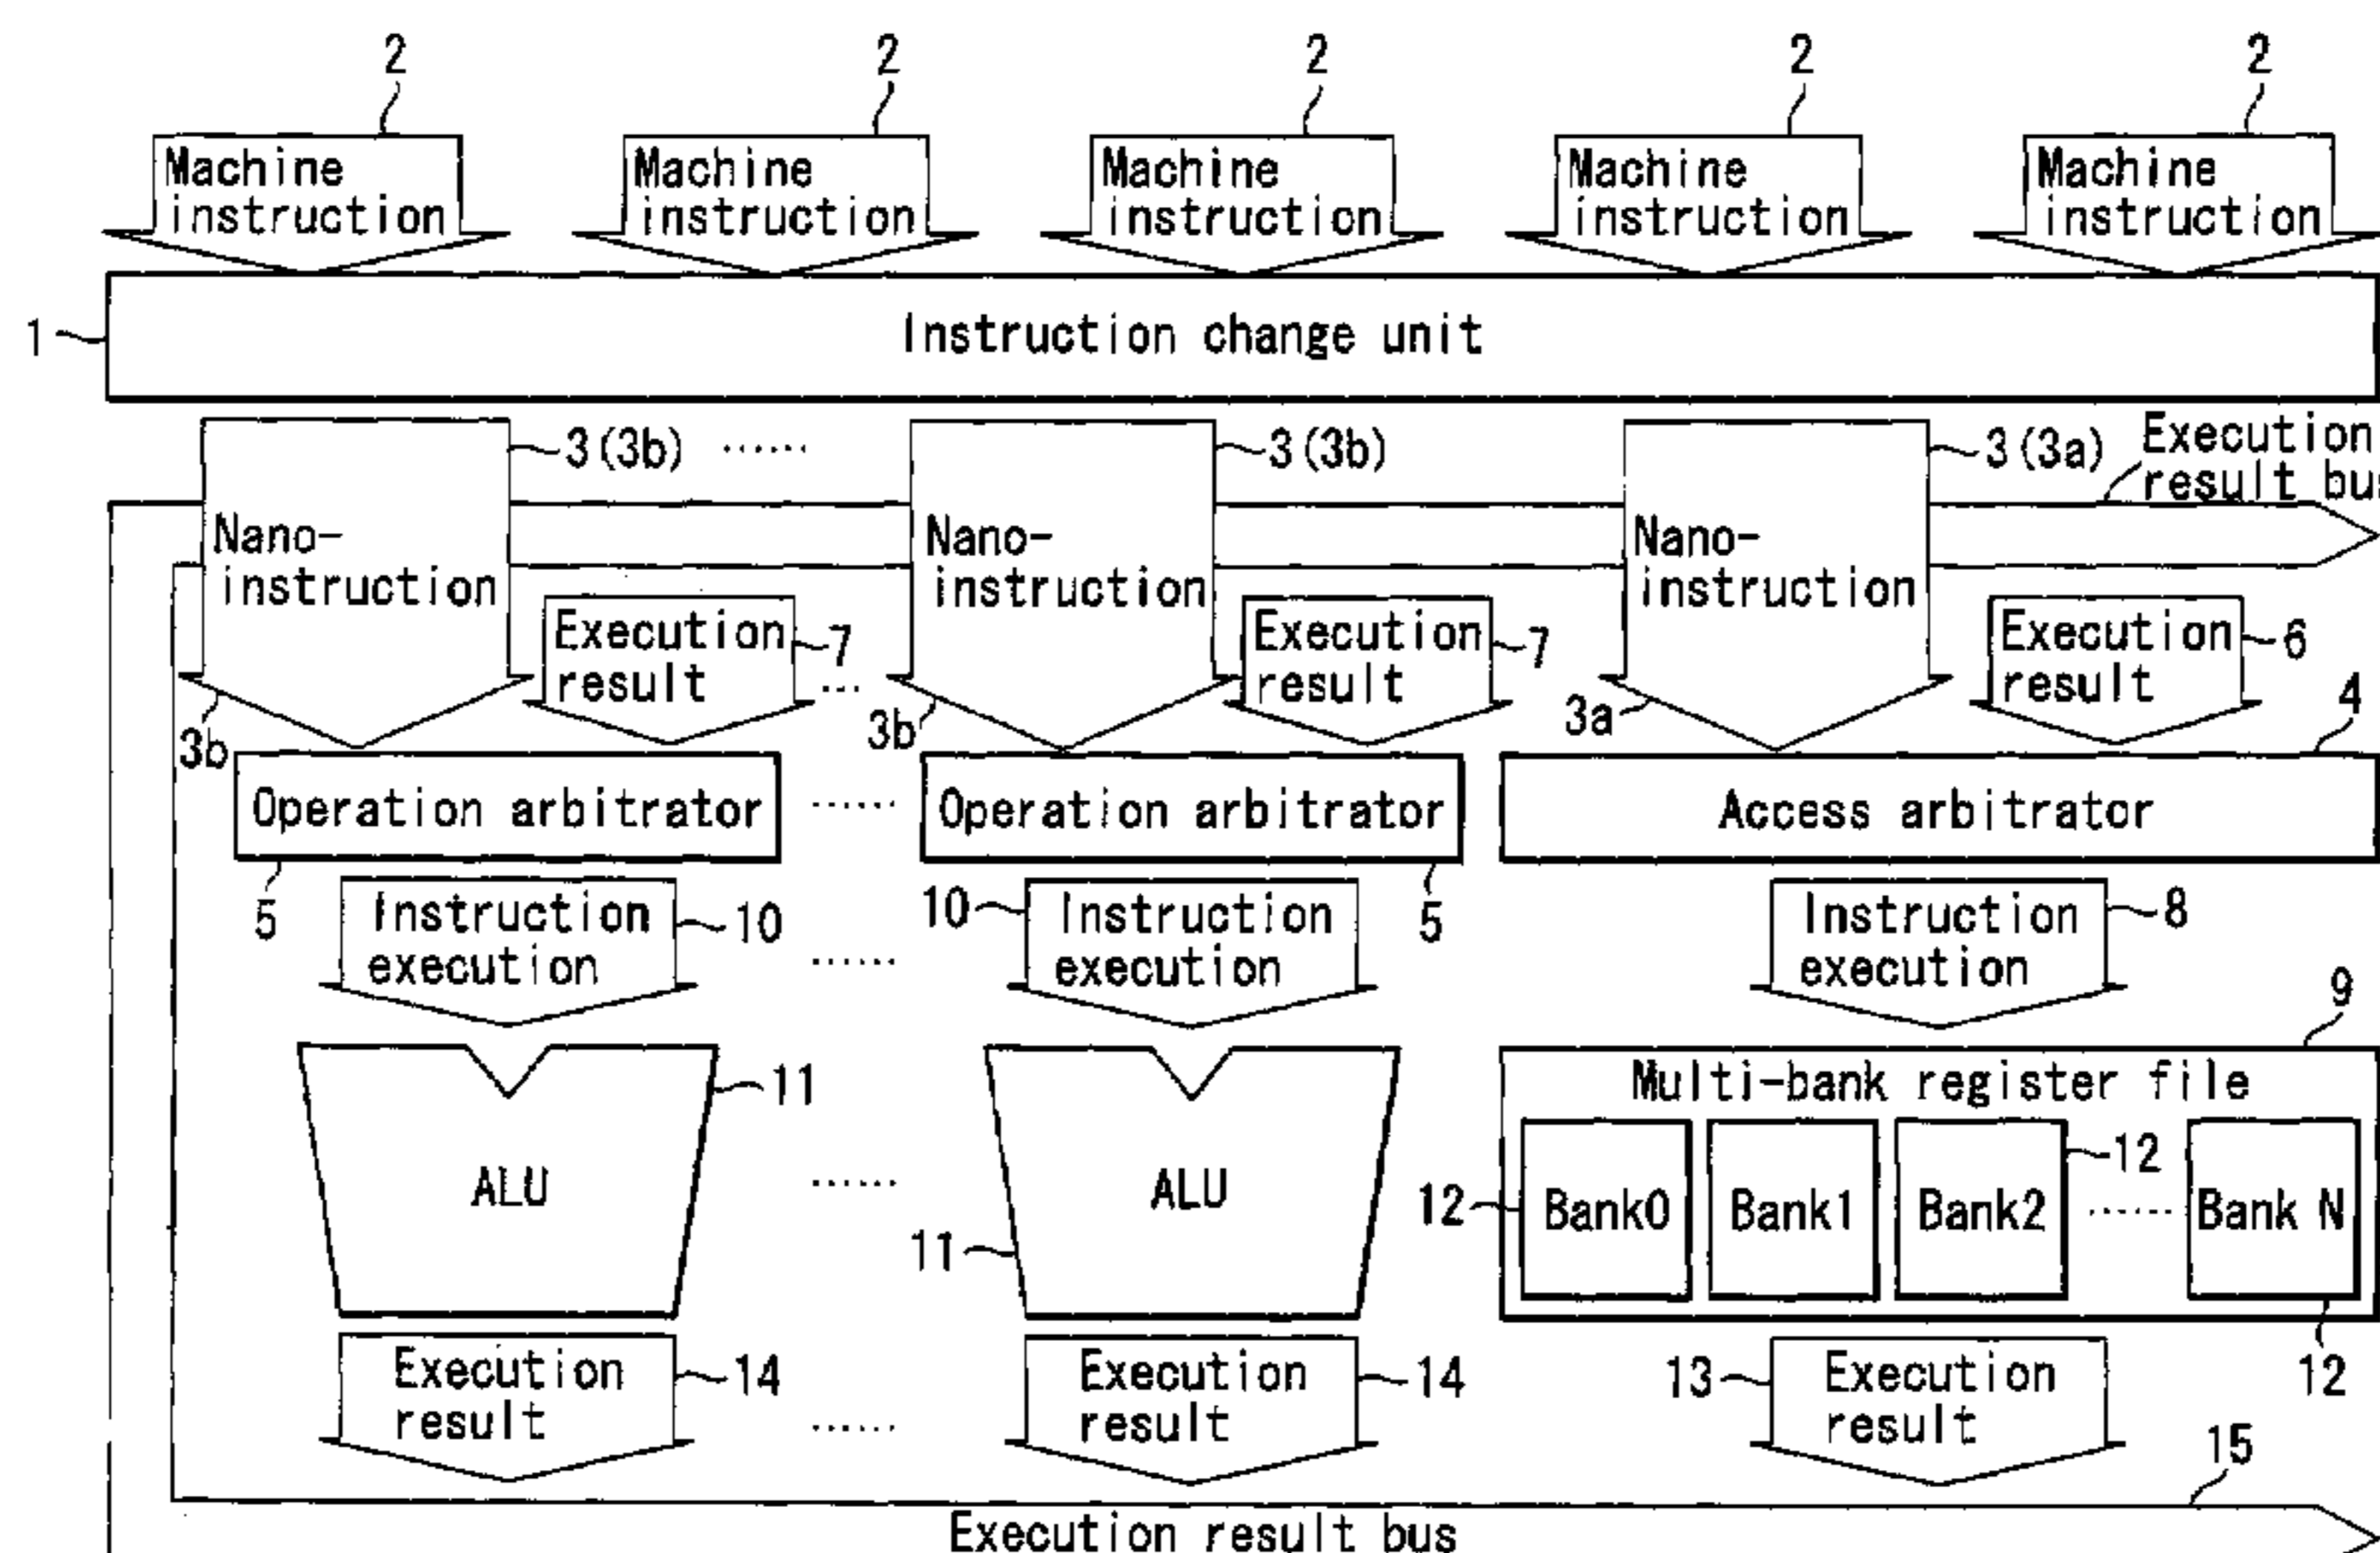 2 2 2 2 2
Machine Machine Machine Machine Machine
instruction instruction instruction instruction instruction
1 Instruction change unit
3(3b) ...... 3(3b) 3(3a) Execution
result bu
Nano- Nano- Nano-
instruction instruction instruction
Execution 7 Execution 7 Execution 6
result ... result result
3b 3b 3a 4
Operation arbitrator ...... Operation arbitrator Access arbitrator
5 Instruction 10 10 Instruction 5 Instruction 8
execution ...... execution execution
9
11 Multi-bank register file
12
ALU ...... ALU 12 Bank0 Bank1 Bank2 ...... Bank N
11
Execution 14 Execution 14 13 Execution 12
result ...... result result
15
Execution result bus